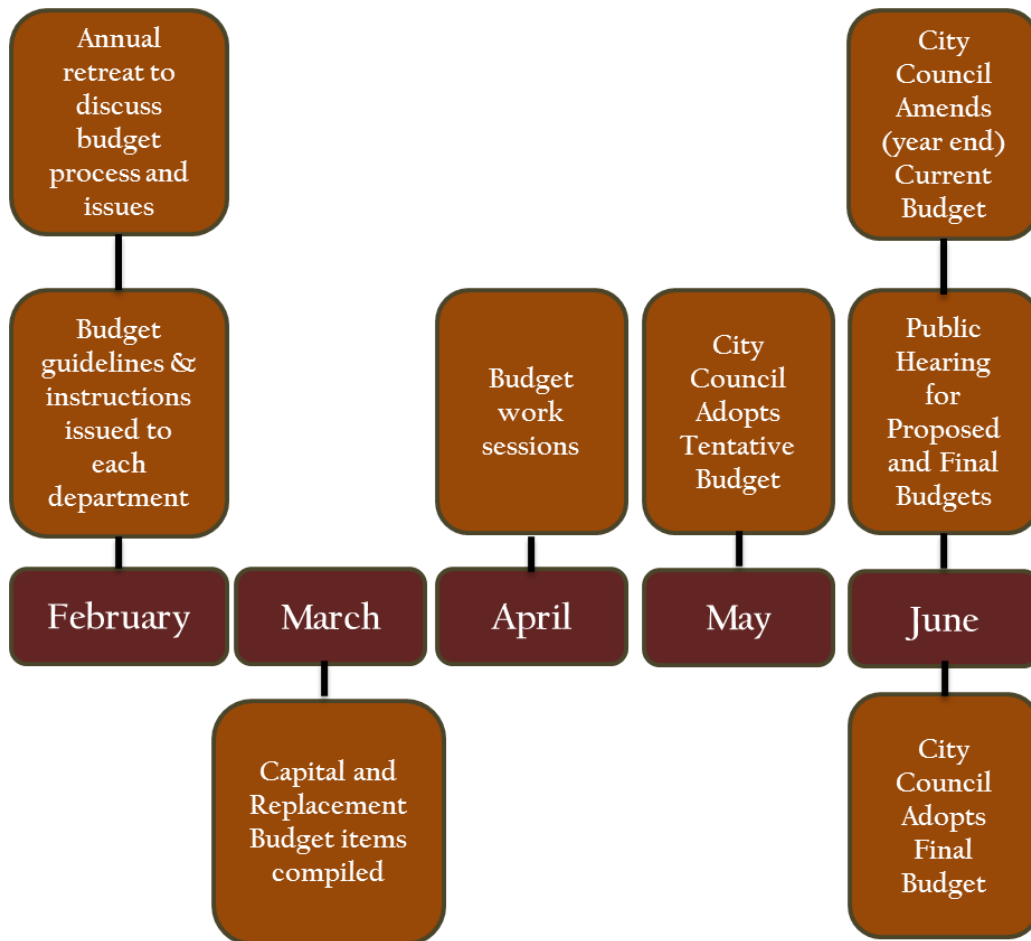 Annual
retreat to
discuss
budget
process and
issues
City
Council
Amends
(year end)
Current
Budget
Budget
guidelines &
instructions
issued to
each
department
Budget
work
sessions
City
Council
Adopts
Tentative
Budget
Public
Hearing
for
Proposed
and Final
Budgets
February
March
April
May
June
Capital and
Replacement
Budget items
compiled
City
Council
Adopts
Final
Budget